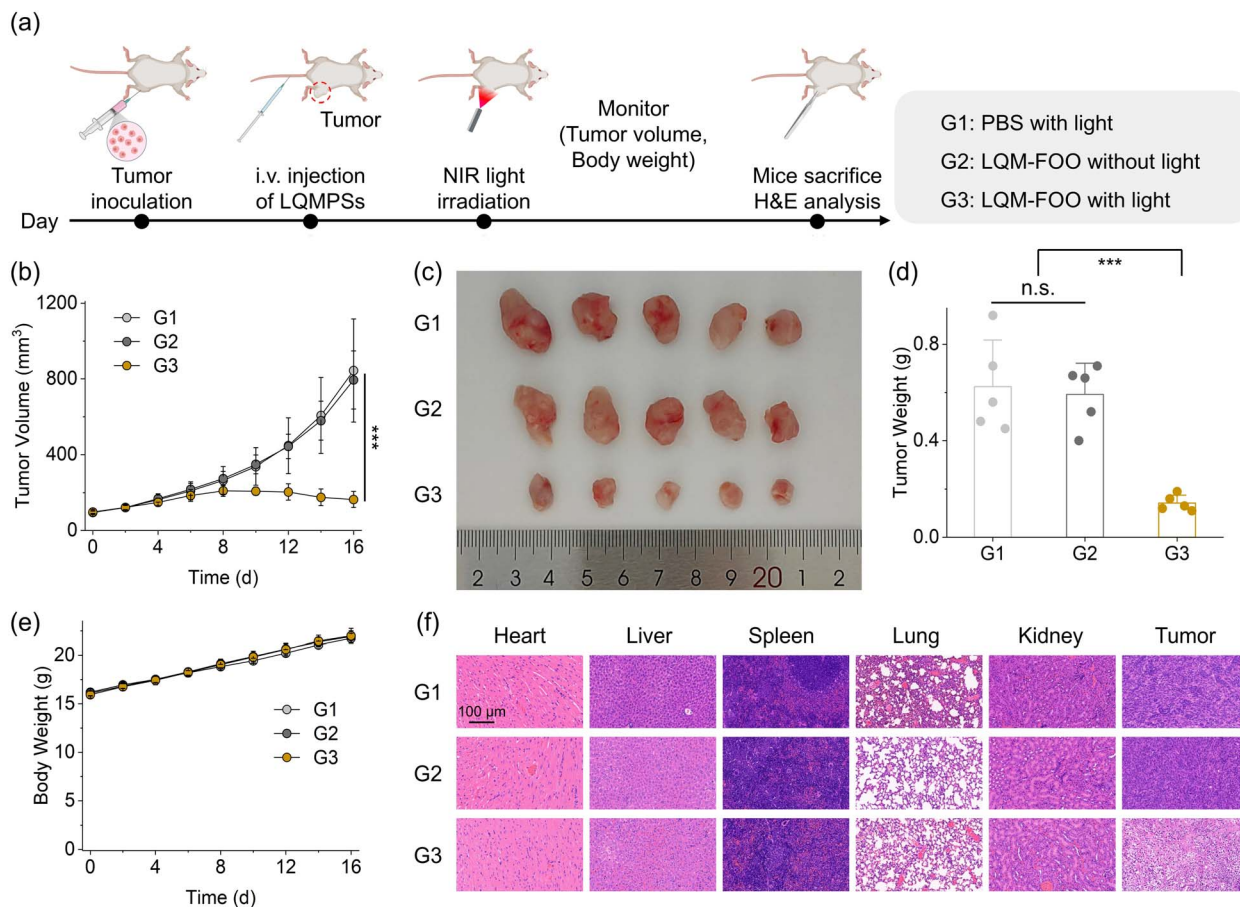 (a)
Tumor
Tumor
inoculation
i.v. injection
of LQMPSs
NIR light
irradiation
Monitor
(Tumor volume,
Body weight)
Mice sacrifice
H&E analysis
Day
G1: PBS with light
G2: LQM-FOO without light
G3: LQM-FOO with light
(b)
1200
800
400
0
Tumor Volume (mm³)
G1
G2
G3
***
0 4 8 12 16
Time (d)
(c)
G1
G2
G3
2 3 4 5 6 7 8 9 20 1 2
(d)
***
n.s.
0.8
0.4
0.0
Tumor Weight (g)
G1 G2 G3
(e)
20
15
10
5
0
Body Weight (g)
G1
G2
G3
0 4 8 12 16
Time (d)
(f)
Heart Liver Spleen Lung Kidney Tumor
G1
100 µm
G2
G3